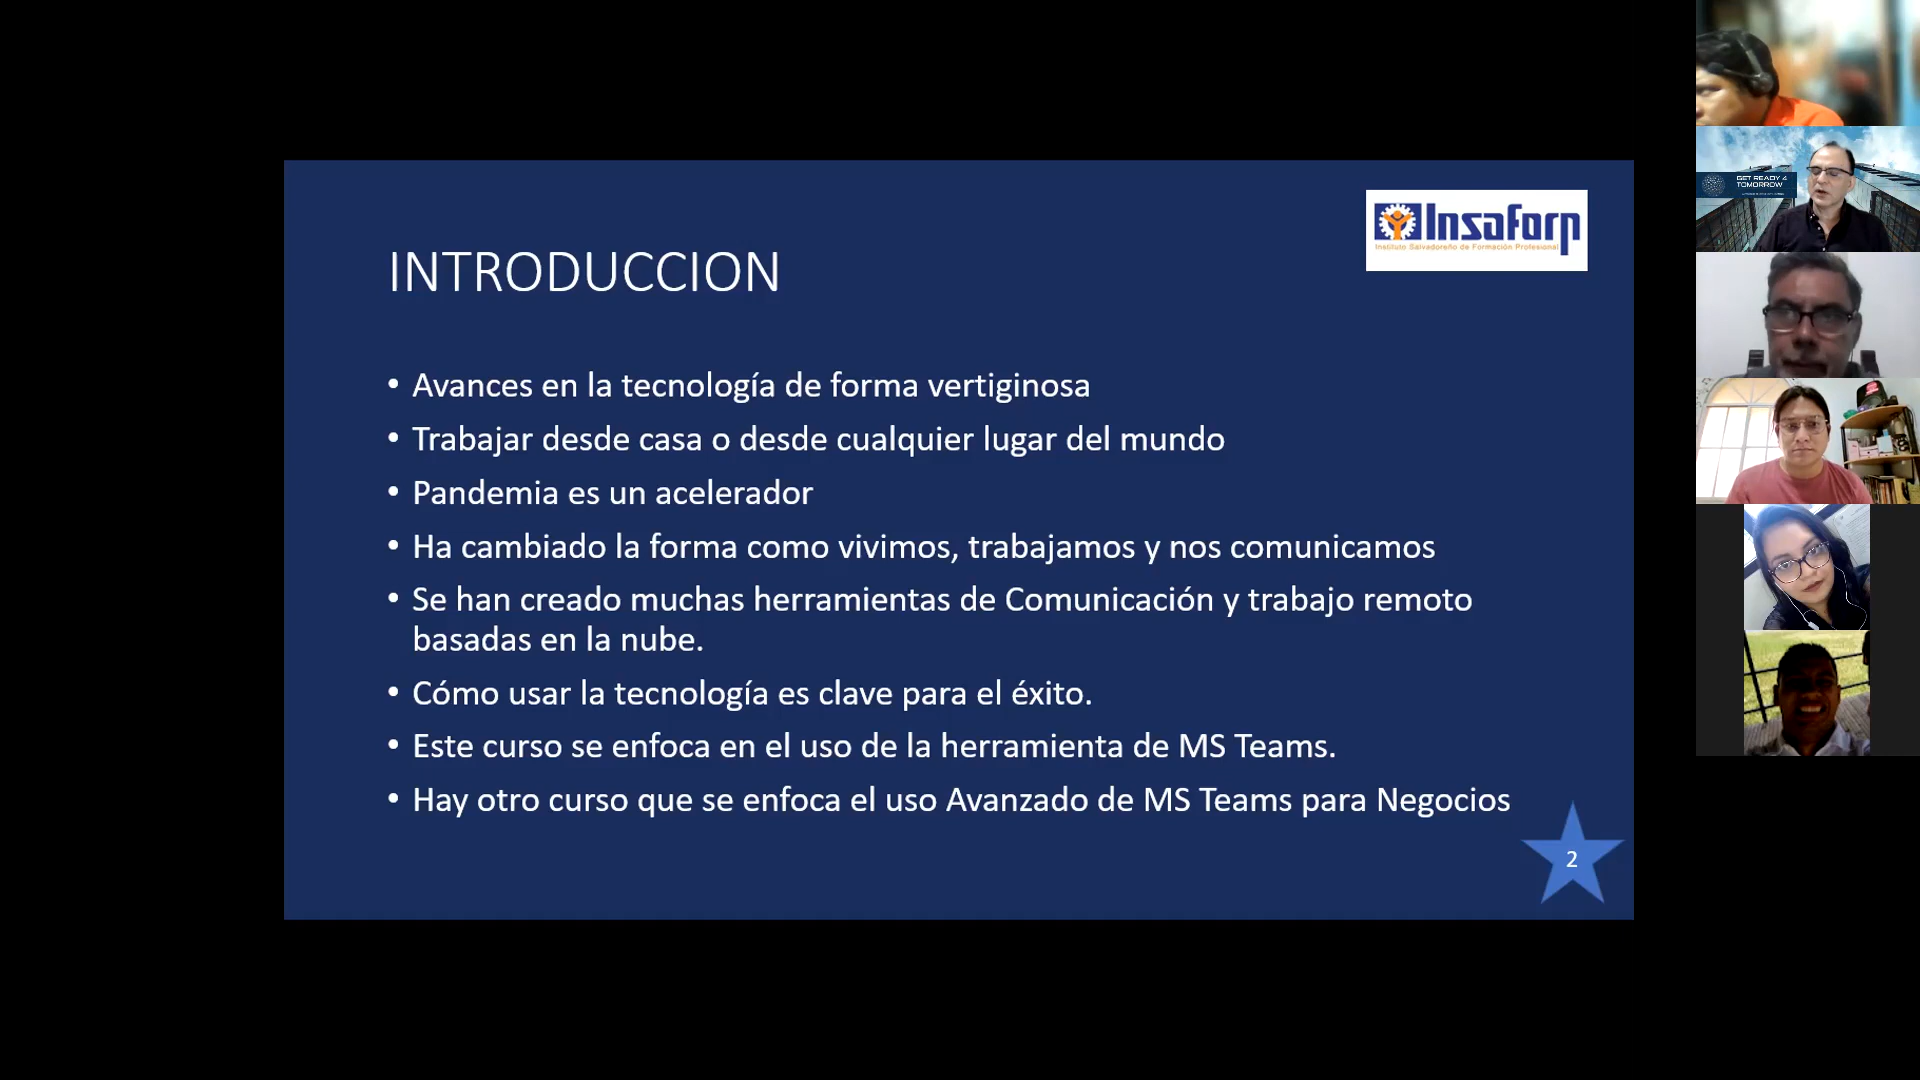 Insaforp
Instituto Salvadoreño de Formación Profesional
INTRODUCCION
• Avances en la tecnología de forma vertiginosa
• Trabajar desde casa o desde cualquier lugar del mundo
• Pandemia es un acelerador
• Ha cambiado la forma como vivimos, trabajamos y nos comunicamos
• Se han creado muchas herramientas de Comunicación y trabajo remoto
basadas en la nube.
• Cómo usar la tecnología es clave para el éxito.
• Este curso se enfoca en el uso de la herramienta de MS Teams.
• Hay otro curso que se enfoca el uso Avanzado de MS Teams para Negocios
2
GET READY 4
TOMORROW